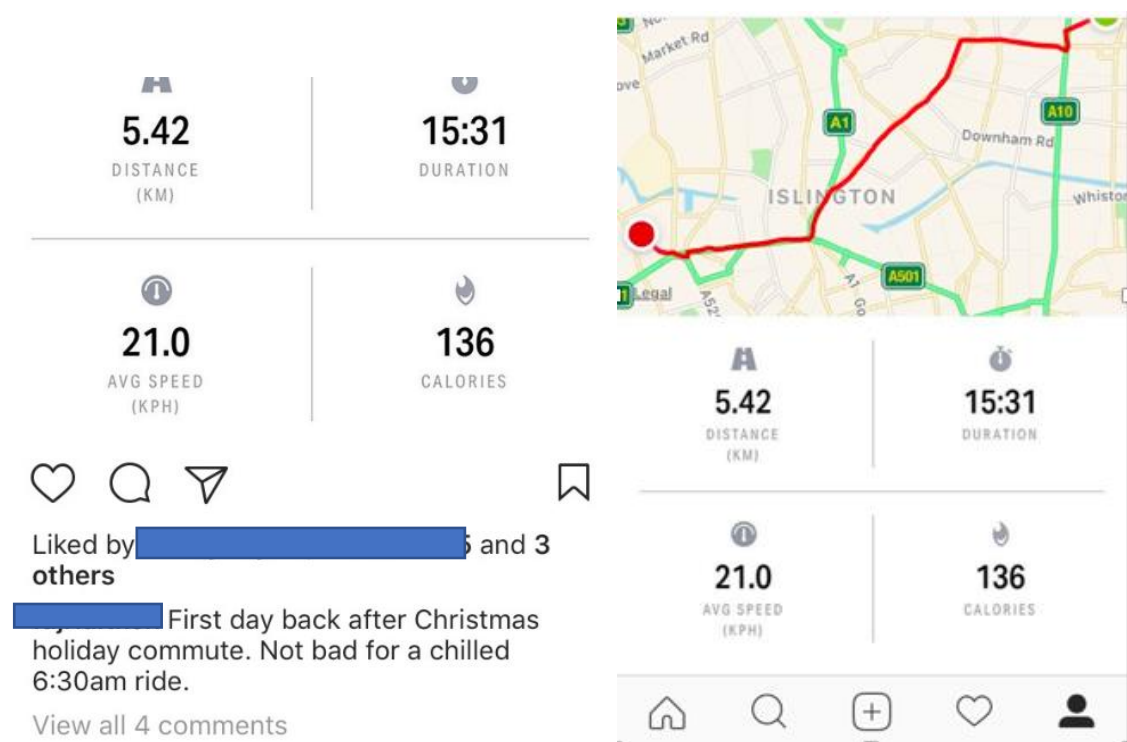 5.42
15:31
DISTANCE
DURATION
(KM)
21.0
136
AVG SPEED
CALORIES
(KPH)
Liked by and 3
others
First day back after Christmas
holiday commute. Not bad for a chilled
6:30am ride.
View all 4 comments
Market Rd
A1
A10
Downham Rd
ISLINGTON
A501
Legal
A1
5.42
15:31
DISTANCE
DURATION
(KM)
21.0
136
AVG SPEED
CALORIES
(KPH)